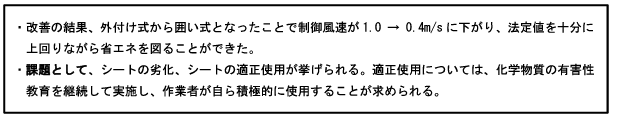 ・改善の結果、外付け式から囲い式となったことで制御風速が 1.0 → 0.4m/s に下がり、法定値を十分に
上回りながら省エネを図ることができた。
・課題として、シートの劣化、シートの適正使用が挙げられる。適正使用については、化学物質の有害性
教育を継続して実施し、作業者が自ら積極的に使用することが求められる。